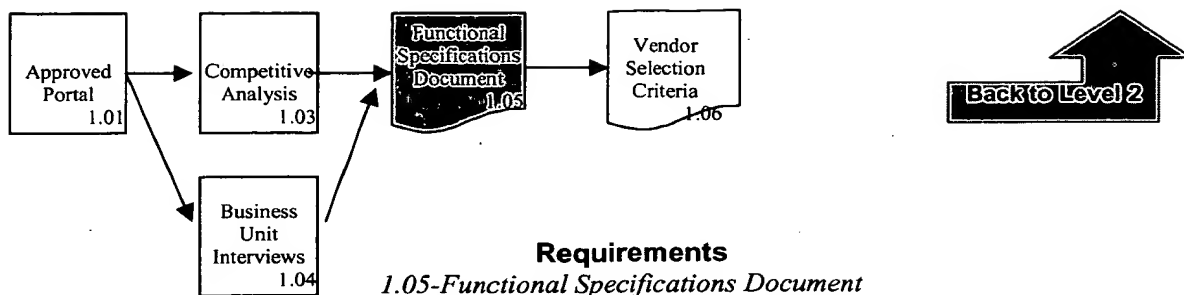 Approved
Portal
1.01
Competitive
Analysis
1.03
Business
Unit
Interviews
1.04
Functional
Specifications
Document
1.05
Vendor
Selection
Criteria
1.06
Back to Level 2
Requirements
1.05-Functional Specifications Document